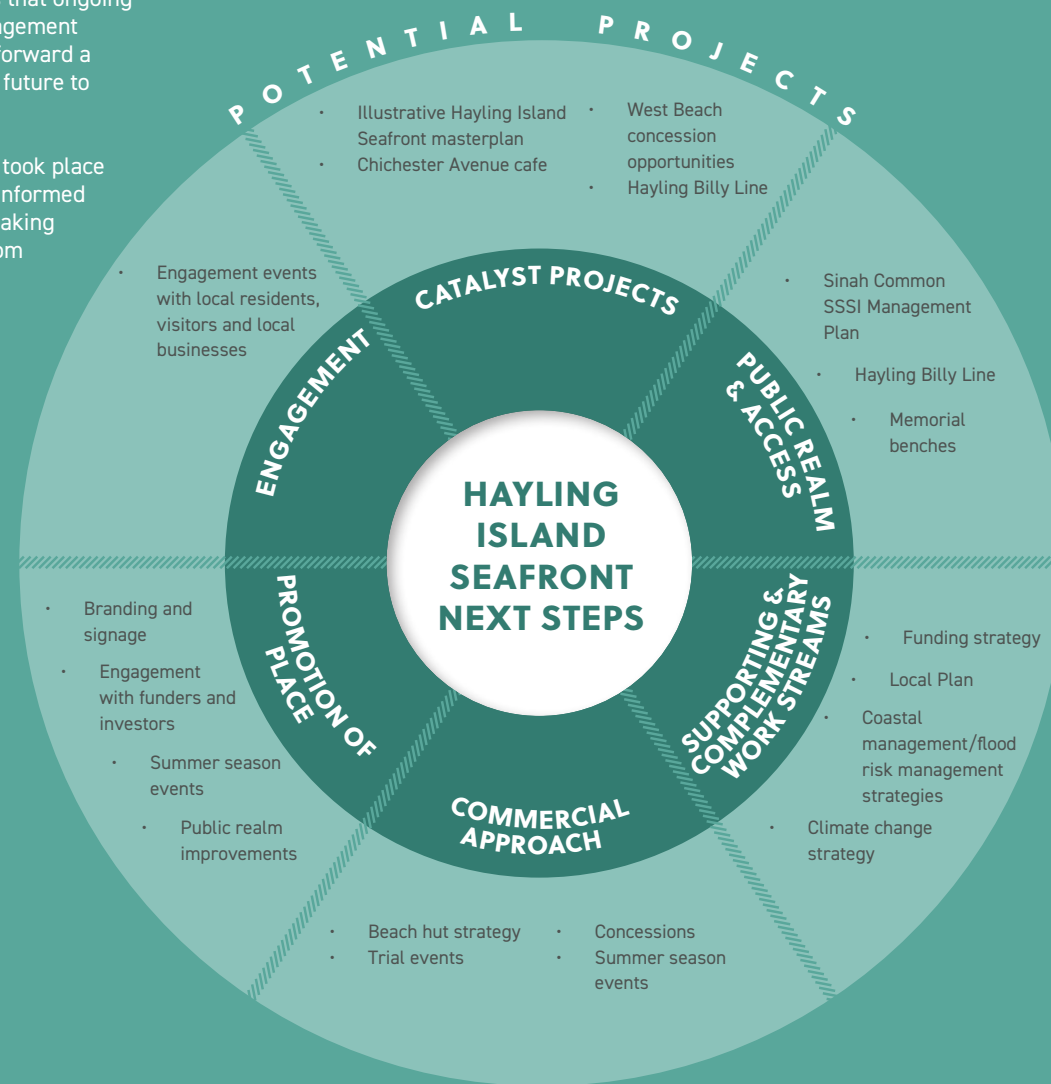 that ongoing
agement
forward a
future to
took place
nformed
aking
om
POTENTIAL PROJECTS
• Illustrative Hayling Island
Seafront masterplan
• Chichester Avenue cafe
• West Beach
concession
opportunities
• Hayling Billy Line
CATALYST PROJECTS
• Engagement events
with local residents,
visitors and local
businesses
ENGAGEMENT
• Sinah Common
SSSI Management
Plan
• Hayling Billy Line
• Memorial
benches
PUBLIC REALM
& ACCESS
HAYLING
ISLAND
SEAFRONT
NEXT STEPS
• Branding and
signage
• Engagement
with funders and
investors
• Summer season
events
• Public realm
improvements
PROMOTION OF
PLACE
SUPPORTING &
COMPLEMENTARY
WORK STREAMS
• Funding strategy
• Local Plan
• Coastal
management/flood
risk management
strategies
• Climate change
strategy
COMMERCIAL
APPROACH
• Beach hut strategy
• Trial events
• Concessions
• Summer season
events